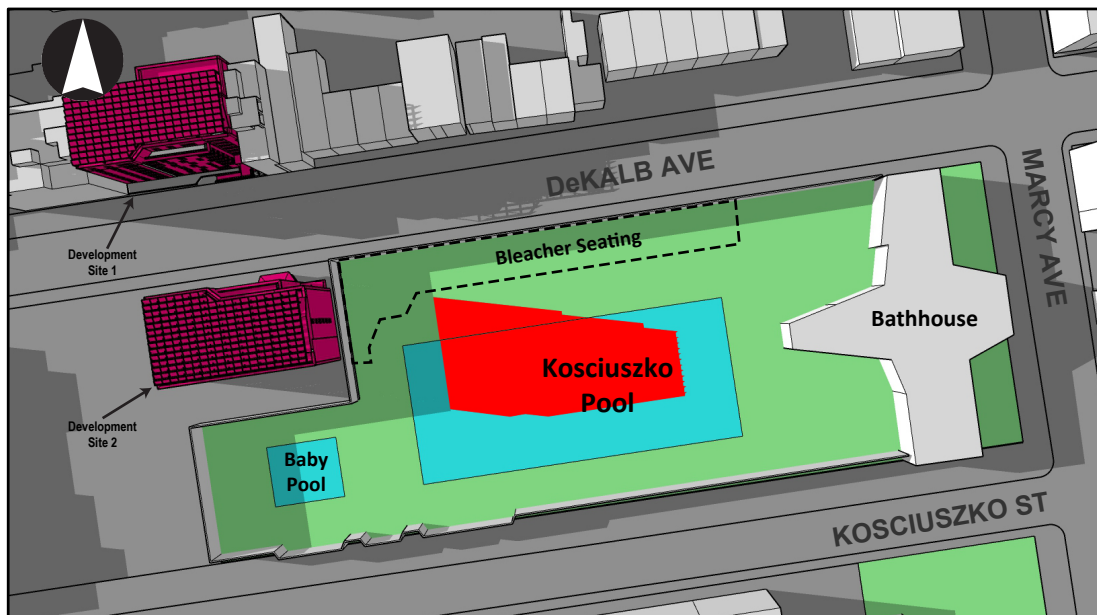 DeKALB AVE
MARCY AVE
Development
Site 1
Bleacher Seating
Bathhouse
Kosciuszko
Pool
Development
Site 2
Baby
Pool
KOSCIUSZKO ST